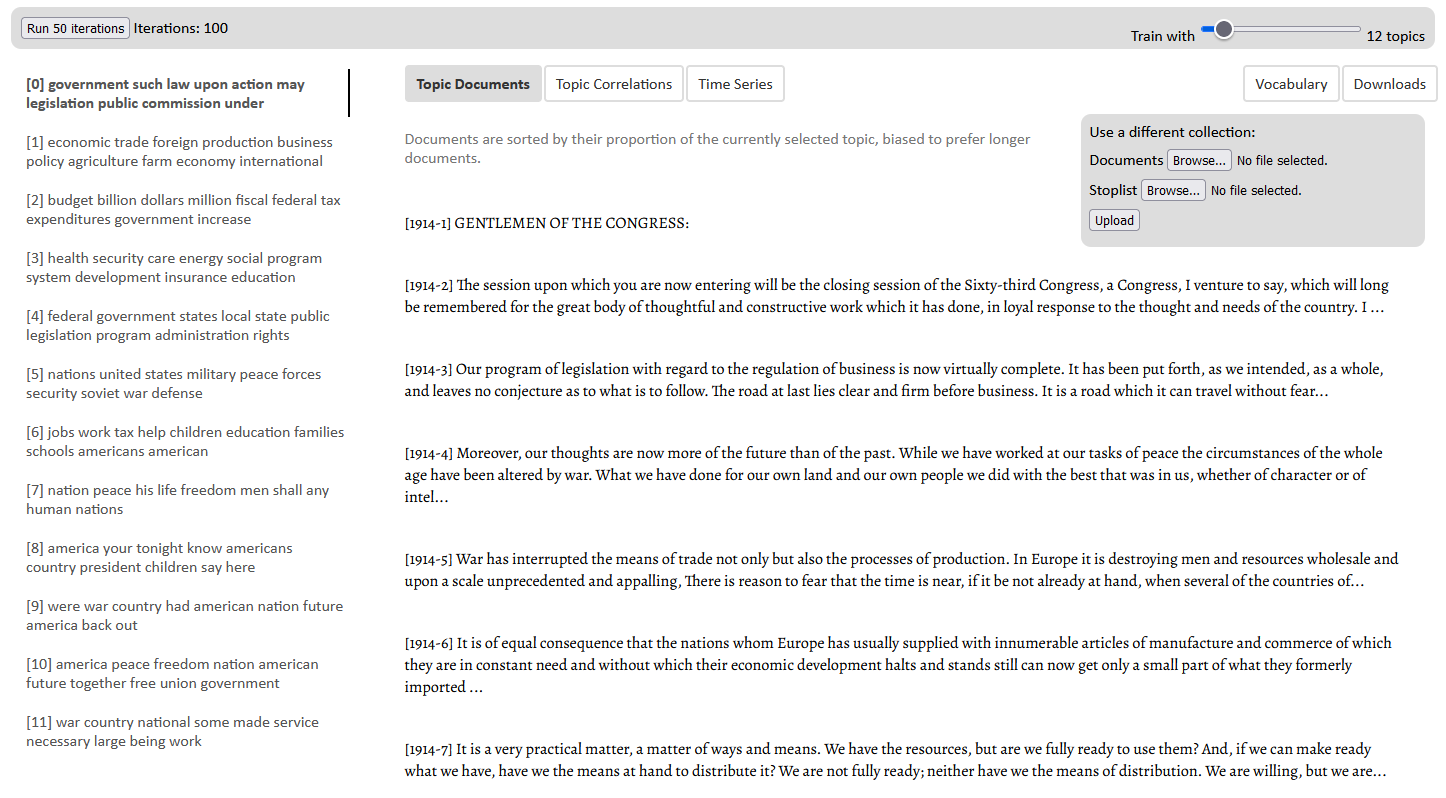 Run 50 iterations Iterations: 100
Train with 12 topics
[0] government such law upon action may
legislation public commission under
[1] economic trade foreign production business
policy agriculture farm economy international
[2] budget billion dollars million fiscal federal tax
expenditures government increase
[3] health security care energy social program
system development insurance education
[4] federal government states local state public
legislation program administration rights
[5] nations united states military peace forces
security soviet war defense
[6] jobs work tax help children education families
schools americans american
[7] nation peace his life freedom men shall any
human nations
[8] america your tonight know americans
country president children say here
[9] were war country had american nation future
america back out
[10] america peace freedom nation american
future together free union government
[11] war country national some made service
necessary large being work
Topic Documents Topic Correlations Time Series
Vocabulary Downloads
Use a different collection:
Documents Browse... No file selected.
Stoplist Browse... No file selected.
Upload
Documents are sorted by their proportion of the currently selected topic, biased to prefer longer
documents.
[1914-1] GENTLEMEN OF THE CONGRESS:
[1914-2] The session upon which you are now entering will be the closing session of the Sixty-third Congress, a Congress, I venture to say, which will long
be remembered for the great body of thoughtful and constructive work which it has done, in loyal response to the thought and needs of the country. I ...
[1914-3] Our program of legislation with regard to the regulation of business is now virtually complete. It has been put forth, as we intended, as a whole,
and leaves no conjecture as to what is to follow. The road at last lies clear and firm before business. It is a road which it can travel without fear...
[1914-4] Moreover, our thoughts are now more of the future than of the past. While we have worked at our tasks of peace the circumstances of the whole
age have been altered by war. What we have done for our own land and our own people we did with the best that was in us, whether of character or of
intel...
[1914-5] War has interrupted the means of trade not only but also the processes of production. In Europe it is destroying men and resources wholesale and
upon a scale unprecedented and appalling, There is reason to fear that the time is near, if it be not already at hand, when several of the countries of...
[1914-6] It is of equal consequence that the nations whom Europe has usually supplied with innumerable articles of manufacture and commerce of which
they are in constant need and without which their economic development halts and stands still can now get only a small part of what they formerly
imported ...
[1914-7] It is a very practical matter, a matter of ways and means. We have the resources, but are we fully ready to use them? And, if we can make ready
what we have, have we the means at hand to distribute it? We are not fully ready; neither have we the means of distribution. We are willing, but we are...